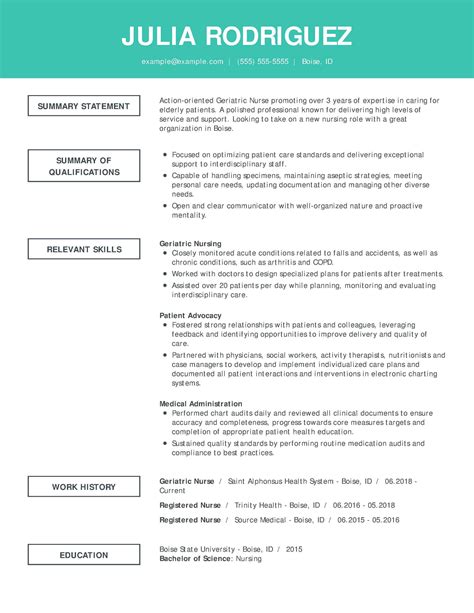 JULIA RODRIGUEZ
example@example.com | (555) 555-5555 | Boise, ID
SUMMARY STATEMENT
Action-oriented Geriatric Nurse promoting over 3 years of expertise in caring for
elderly patients. A polished professional known for delivering high levels of
service and support. Looking to take on a new nursing role with a great
organization in Boise.
SUMMARY OF
QUALIFICATIONS
● Focused on optimizing patient care standards and delivering exceptional
support to interdisciplinary staff.
● Capable of handling specimens, maintaining aseptic strategies, meeting
personal care needs, updating documentation and managing other diverse
needs.
● Open and clear communicator with well-organized nature and proactive
mentality.
RELEVANT SKILLS
Geriatric Nursing
● Closely monitored acute conditions related to falls and accidents, as well as
chronic conditions, such as arthritis and COPD.
● Worked with doctors to design specialized plans for patients after treatments.
● Assisted over 20 patients per day with planning, monitoring and evaluating
interdisciplinary care.
Patient Advocacy
● Fostered strong relationships with patients and colleagues, leveraging
feedback and identifying opportunities to improve delivery and quality of
care.
● Partnered with physicians, social workers, activity therapists, nutritionists and
case managers to develop and implement individualized care plans and
documented all patient interactions and interventions in electronic charting
systems.
Medical Administration
● Performed chart audits daily and reviewed all clinical documents to ensure
accuracy and completeness, maximizing strategies and targets for
completion of appropriate patient health education.
● Sustained quality standards by performing routine medication audits and
compliance to best practices.
WORK HISTORY
Geriatric Nurse / Saint Alphonsus Health System - Boise, ID / 06.2018 -
Current
Registered Nurse / Trinity Health - Boise, ID / 06.2016 - 05.2018
Registered Nurse / Source Medical - Boise, ID / 06.2015 - 05.2016
EDUCATION
Boise State University - Boise, ID / 2015
Bachelor of Science: Nursing